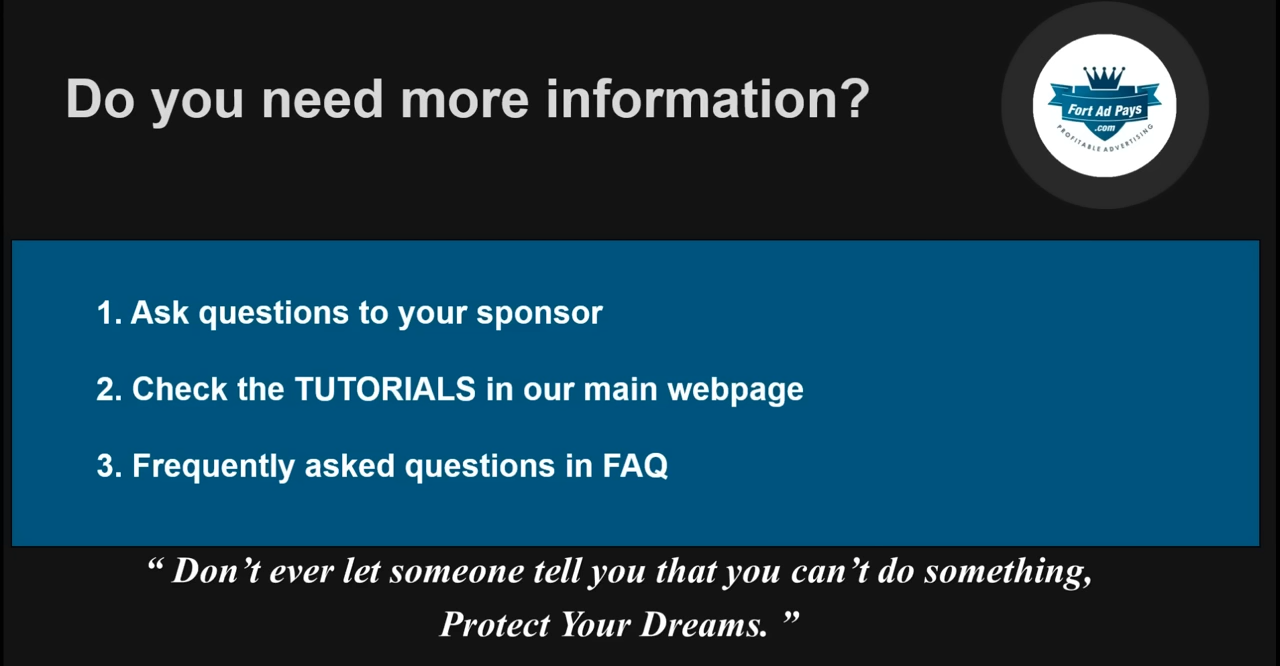 Do you need more information?
Fort Ad Pays
.com
PROFITABLE ADVERTISING
1. Ask questions to your sponsor
2. Check the TUTORIALS in our main webpage
3. Frequently asked questions in FAQ
“ Don’t ever let someone tell you that you can’t do something,
Protect Your Dreams. ”